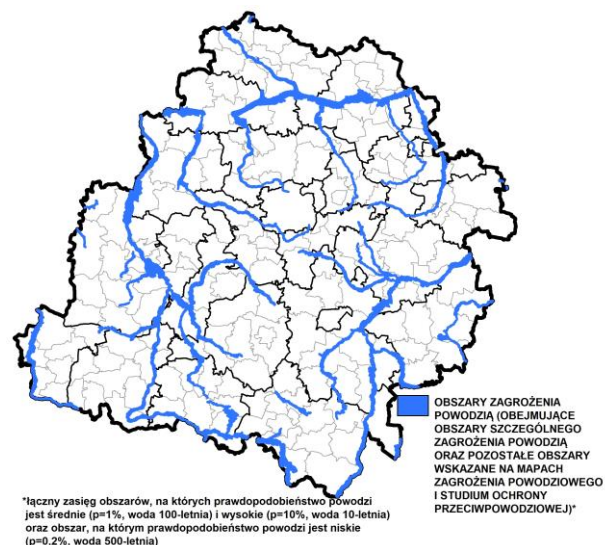 OBSZARY ZAGROŻENIA
POWODZIĄ (OBEJMUJĄCE
OBSZARY SZCZEGÓLNEGO
ZAGROŻENIA POWODZIĄ
ORAZ POZOSTAŁE OBSZARY
WSKAZANE NA MAPACH
ZAGROŻENIA POWODZIOWEGO
I STUDIUM OCHRONY
PRZECIWPOWODZIOWEJ)*
*łączny zasięg obszarów, na których prawdopodobieństwo powodzi
jest średnie (p=1%, woda 100-letnia) i wysokie (p=10%, woda 10-letnia)
oraz obszar, na którym prawdopodobieństwo powodzi jest niskie
(p=0,2%, woda 500-letnia)